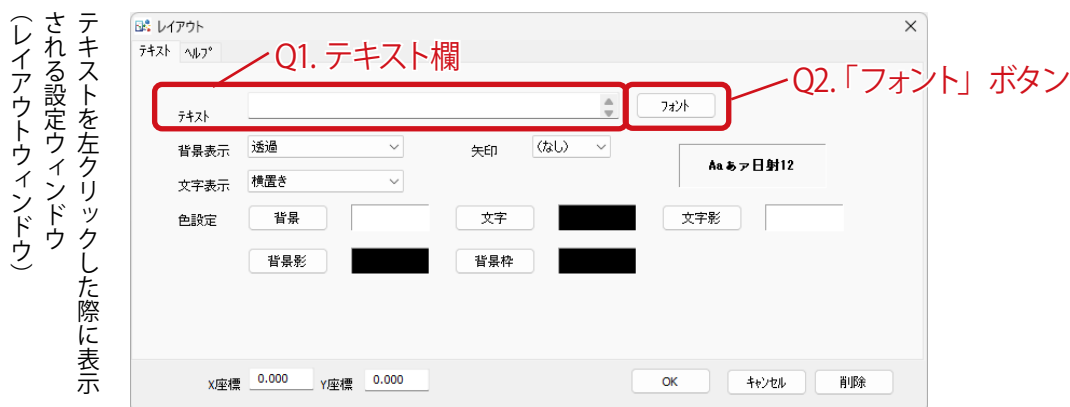 テキストを左クリックした際に表示
される設定ウィンドウ
（レイアウトウィンドウ）
レイアウト
テキスト ヘルプ
Q1. テキスト欄
Q2.「フォント」ボタン
テキスト
フォント
背景表示 透過 矢印 (なし)
Aaあァ日射12
文字表示 横置き
色設定 背景 文字 文字影
背景影 背景枠
X座標 0.000 Y座標 0.000 OK キャンセル 削除